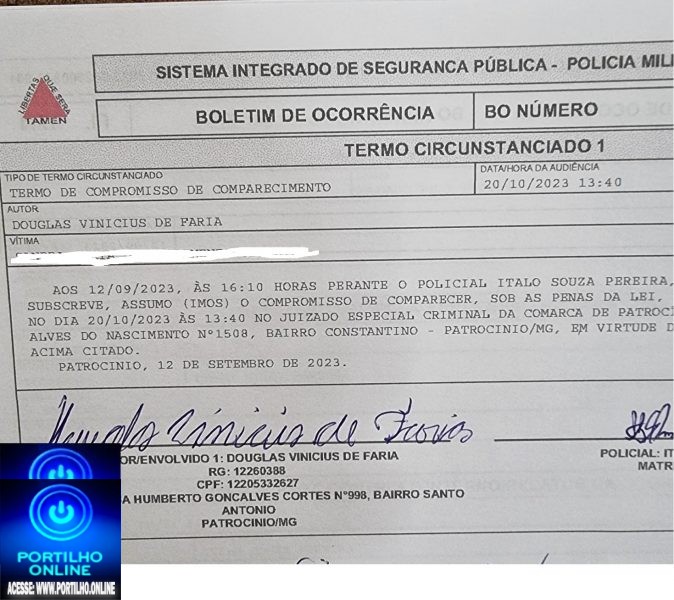 LIBERTAS QUE SERA
TAMEN
SISTEMA INTEGRADO DE SEGURANCA PÚBLICA - POLICIA MILI
BOLETIM DE OCORRÊNCIA
BO NÚMERO
TERMO CIRCUNSTANCIADO 1
TIPO DE TERMO CIRCUNSTANCIADO
DATA/HORA DA AUDIÊNCIA
TERMO DE COMPROMISSO DE COMPARECIMENTO
20/10/2023 13:40
AUTOR
DOUGLAS VINICIUS DE FARIA
VÍTIMA
AOS 12/09/2023, ÀS 16:10 HORAS PERANTE O POLICIAL ITALO SOUZA PEREIRA,
SUBSCREVE, ASSUMO (IMOS) O COMPROMISSO DE COMPARECER, SOB AS PENAS DA LEI,
NO DIA 20/10/2023 ÀS 13:40 NO JUIZADO ESPECIAL CRIMINAL DA COMARCA DE PATROCÍ
ALVES DO NASCIMENTO Nº1508, BAIRRO CONSTANTINO - PATROCINIO/MG, EM VIRTUDE D
ACIMA CITADO.
PATROCINIO, 12 DE SETEMBRO DE 2023.
Douglas Vinicius de Faria
OR/ENVOLVIDO 1: DOUGLAS VINICIUS DE FARIA
POLICIAL: IT
RG: 12260388
MATR
CPF: 12205332627
A HUMBERTO GONCALVES CORTES Nº998, BAIRRO SANTO
ANTONIO
PATROCINIO/MG
PORTILHO
ONLINE
ACESSE: WWW.PORTILHO.ONLINE